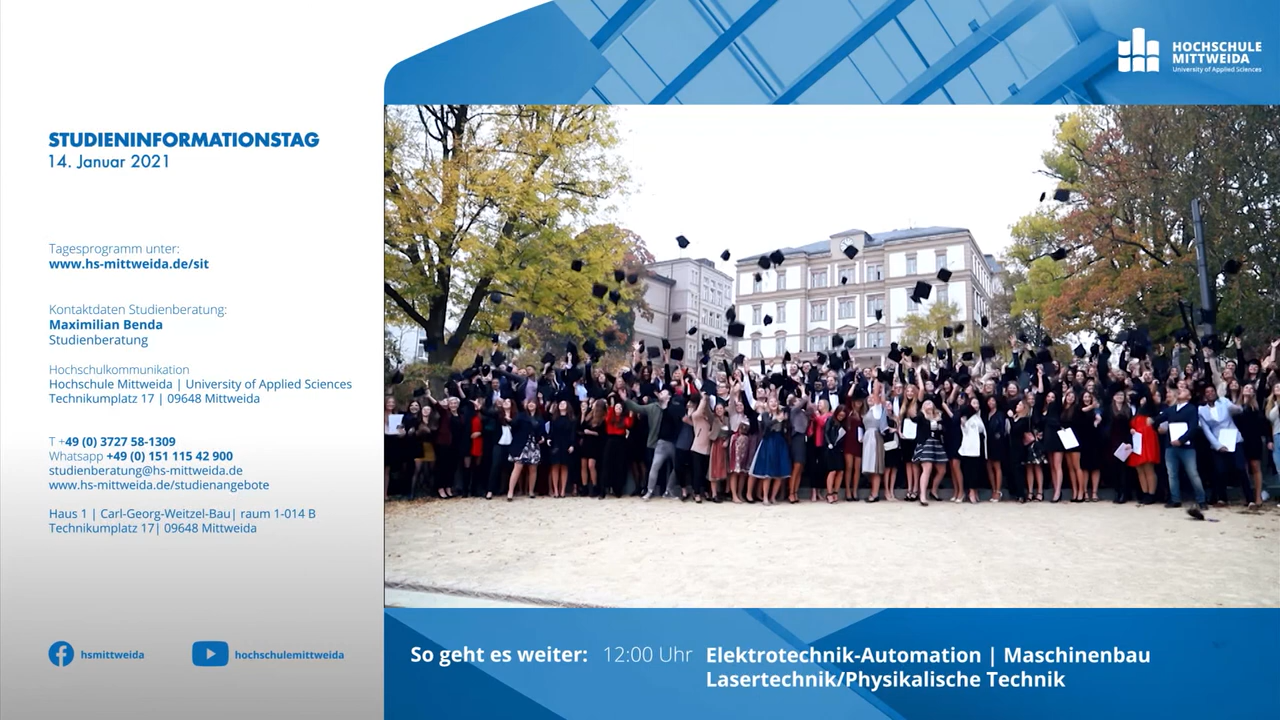 HOCHSCHULE
MITTWEIDA
University of Applied Sciences
STUDIENINFORMATIONSTAG
14. Januar 2021
Tagesprogramm unter:
www.hs-mittweida.de/sit
Kontaktdaten Studienberatung:
Maximilian Benda
Studienberatung
Hochschulkommunikation
Hochschule Mittweida | University of Applied Sciences
Technikumplatz 17 | 09648 Mittweida
T +49 (0) 3727 58-1309
Whatsapp +49 (0) 151 115 42 900
studienberatung@hs-mittweida.de
www.hs-mittweida.de/studienangebote
Haus 1 | Carl-Georg-Weitzel-Bau| raum 1-014 B
Technikumplatz 17| 09648 Mittweida
hsmittweida
hochschulemittweida
So geht es weiter: 12:00 Uhr Elektrotechnik-Automation | Maschinenbau
Lasertechnik/Physikalische Technik